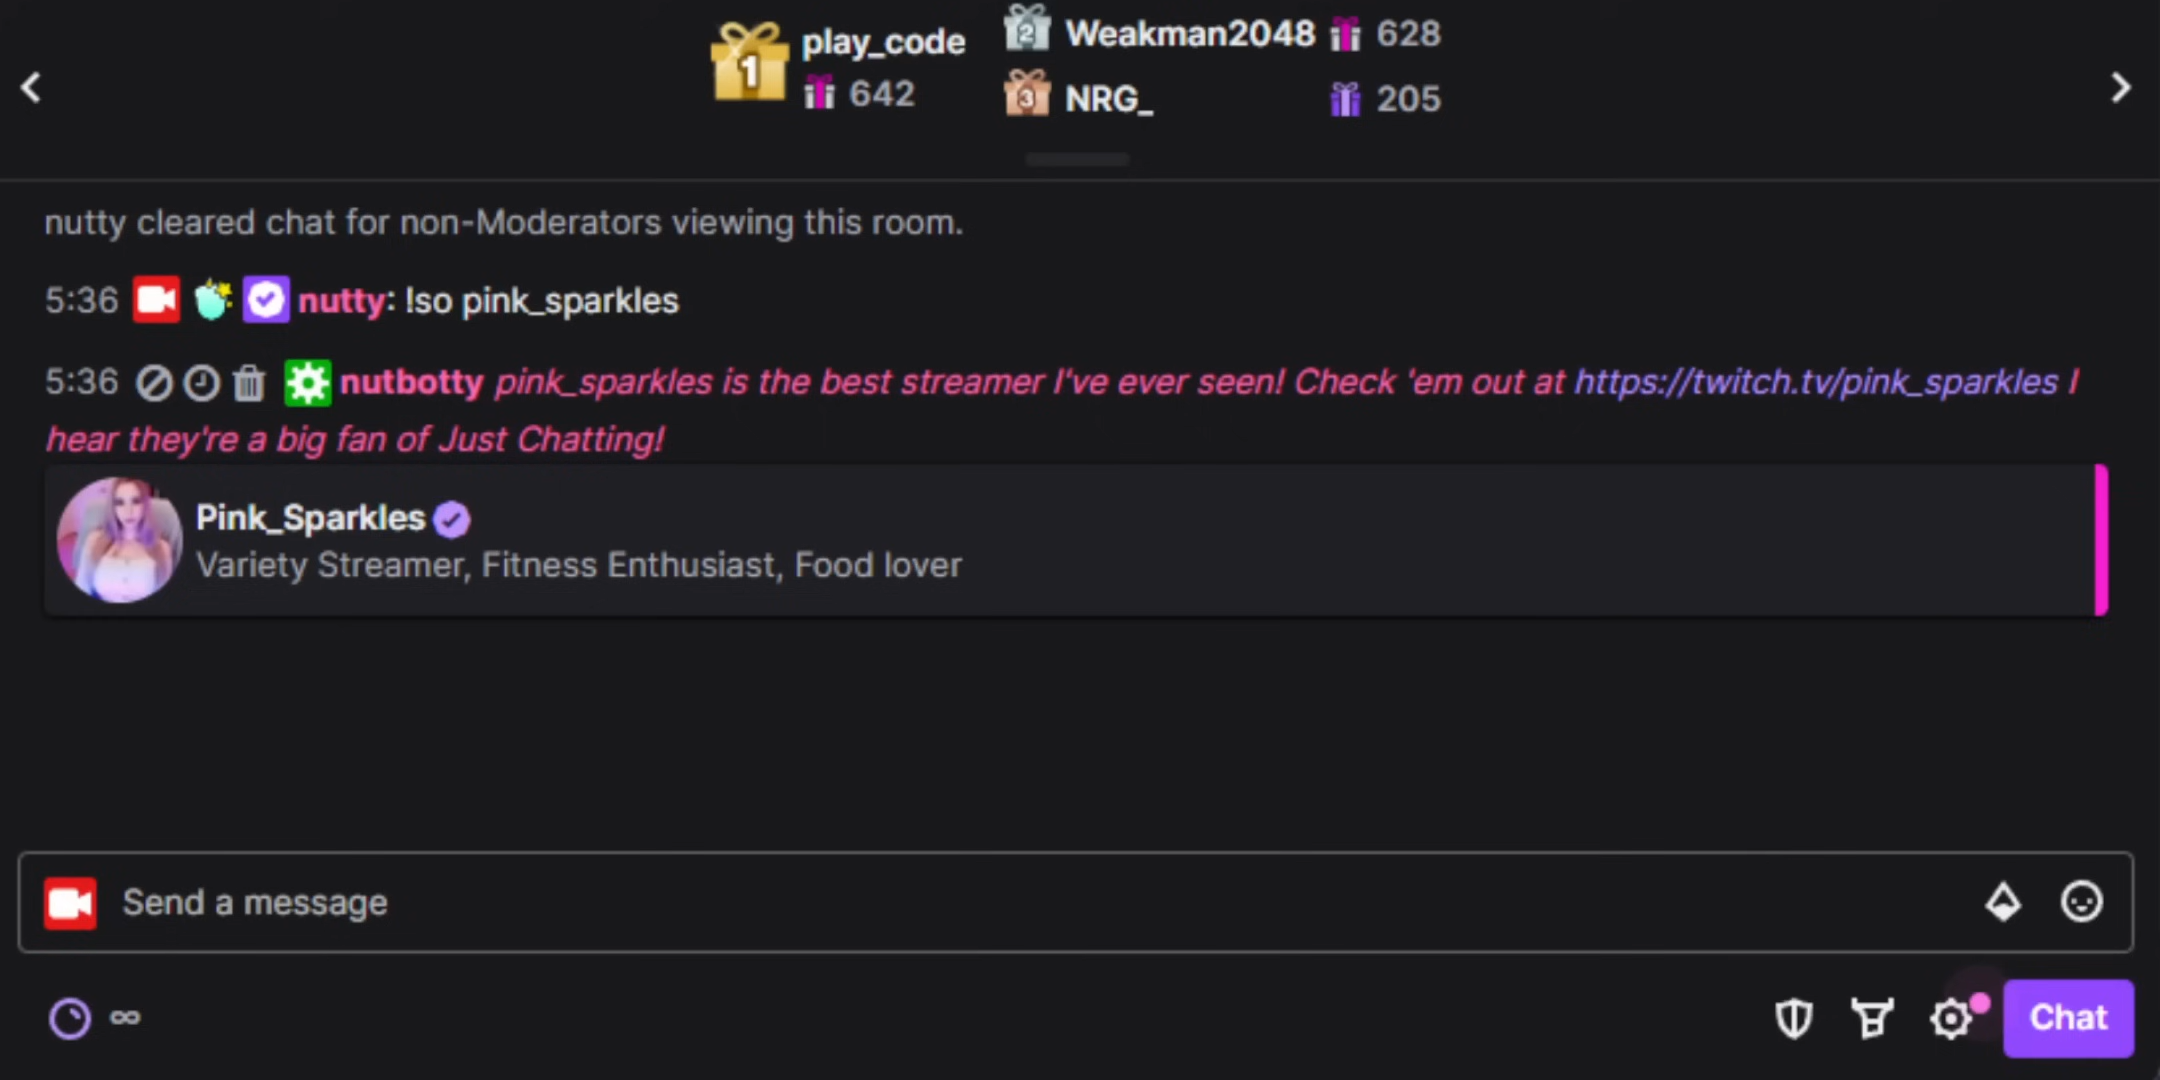 1 play_code
642
2 Weakman2048 628
3 NRG_ 205
nutty cleared chat for non-Moderators viewing this room.
5:36 nutty: !so pink_sparkles
5:36 nutbotty pink_sparkles is the best streamer I've ever seen! Check 'em out at https://twitch.tv/pink_sparkles I
hear they're a big fan of Just Chatting!
Pink_Sparkles
Variety Streamer, Fitness Enthusiast, Food lover
Send a message
∞
Chat